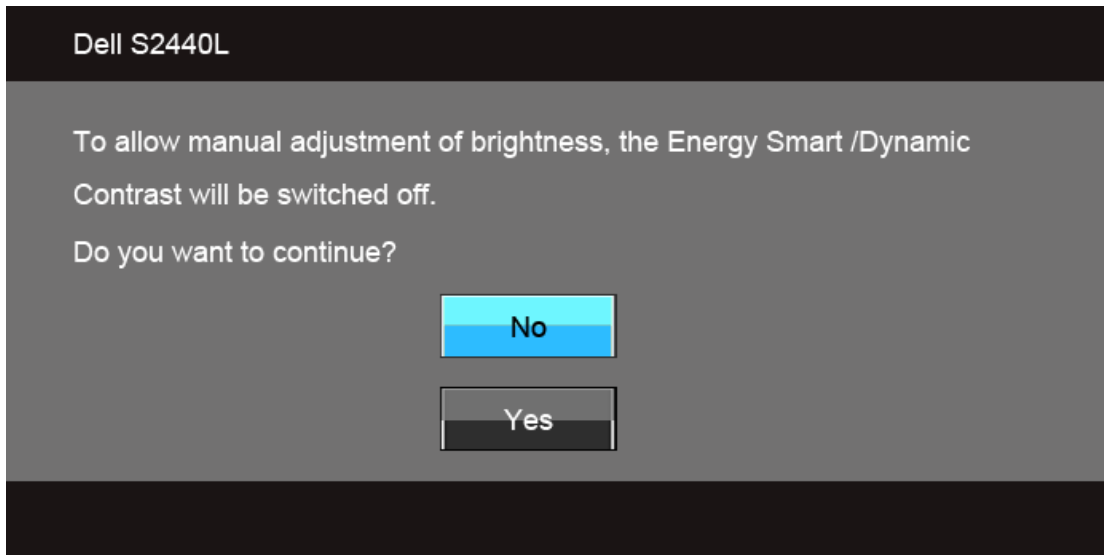 Dell S2440L
To allow manual adjustment of brightness, the Energy Smart /Dynamic
Contrast will be switched off.
Do you want to continue?
No
Yes